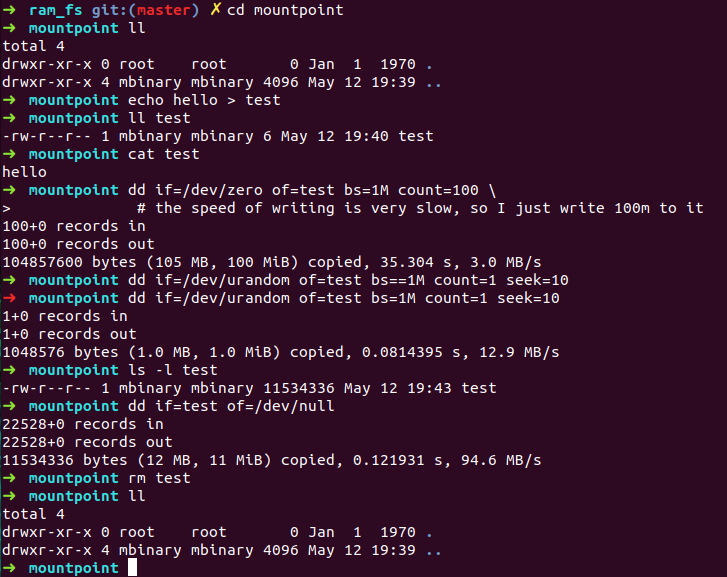 ➜  ram_fs git:(master) ✗ cd mountpoint
➜  mountpoint ll
total 4
drwxr-xr-x 0 root    root       0 Jan  1  1970 .
drwxr-xr-x 4 mbinary mbinary 4096 May 12 19:39 ..
➜  mountpoint echo hello > test
➜  mountpoint ll test
-rw-r--r-- 1 mbinary mbinary 6 May 12 19:40 test
➜  mountpoint cat test
hello
➜  mountpoint dd if=/dev/zero of=test bs=1M count=100 \
>              # the speed of writing is very slow, so I just write 100m to it
100+0 records in
100+0 records out
104857600 bytes (105 MB, 100 MiB) copied, 35.304 s, 3.0 MB/s
➜  mountpoint dd if=/dev/urandom of=test bs==1M count=1 seek=10
➜  mountpoint dd if=/dev/urandom of=test bs=1M count=1 seek=10
1+0 records in
1+0 records out
1048576 bytes (1.0 MB, 1.0 MiB) copied, 0.0814395 s, 12.9 MB/s
➜  mountpoint ls -l test
-rw-r--r-- 1 mbinary mbinary 11534336 May 12 19:43 test
➜  mountpoint dd if=test of=/dev/null
22528+0 records in
22528+0 records out
11534336 bytes (12 MB, 11 MiB) copied, 0.121931 s, 94.6 MB/s
➜  mountpoint rm test
➜  mountpoint ll
total 4
drwxr-xr-x 0 root    root       0 Jan  1  1970 .
drwxr-xr-x 4 mbinary mbinary 4096 May 12 19:39 ..
➜  mountpoint